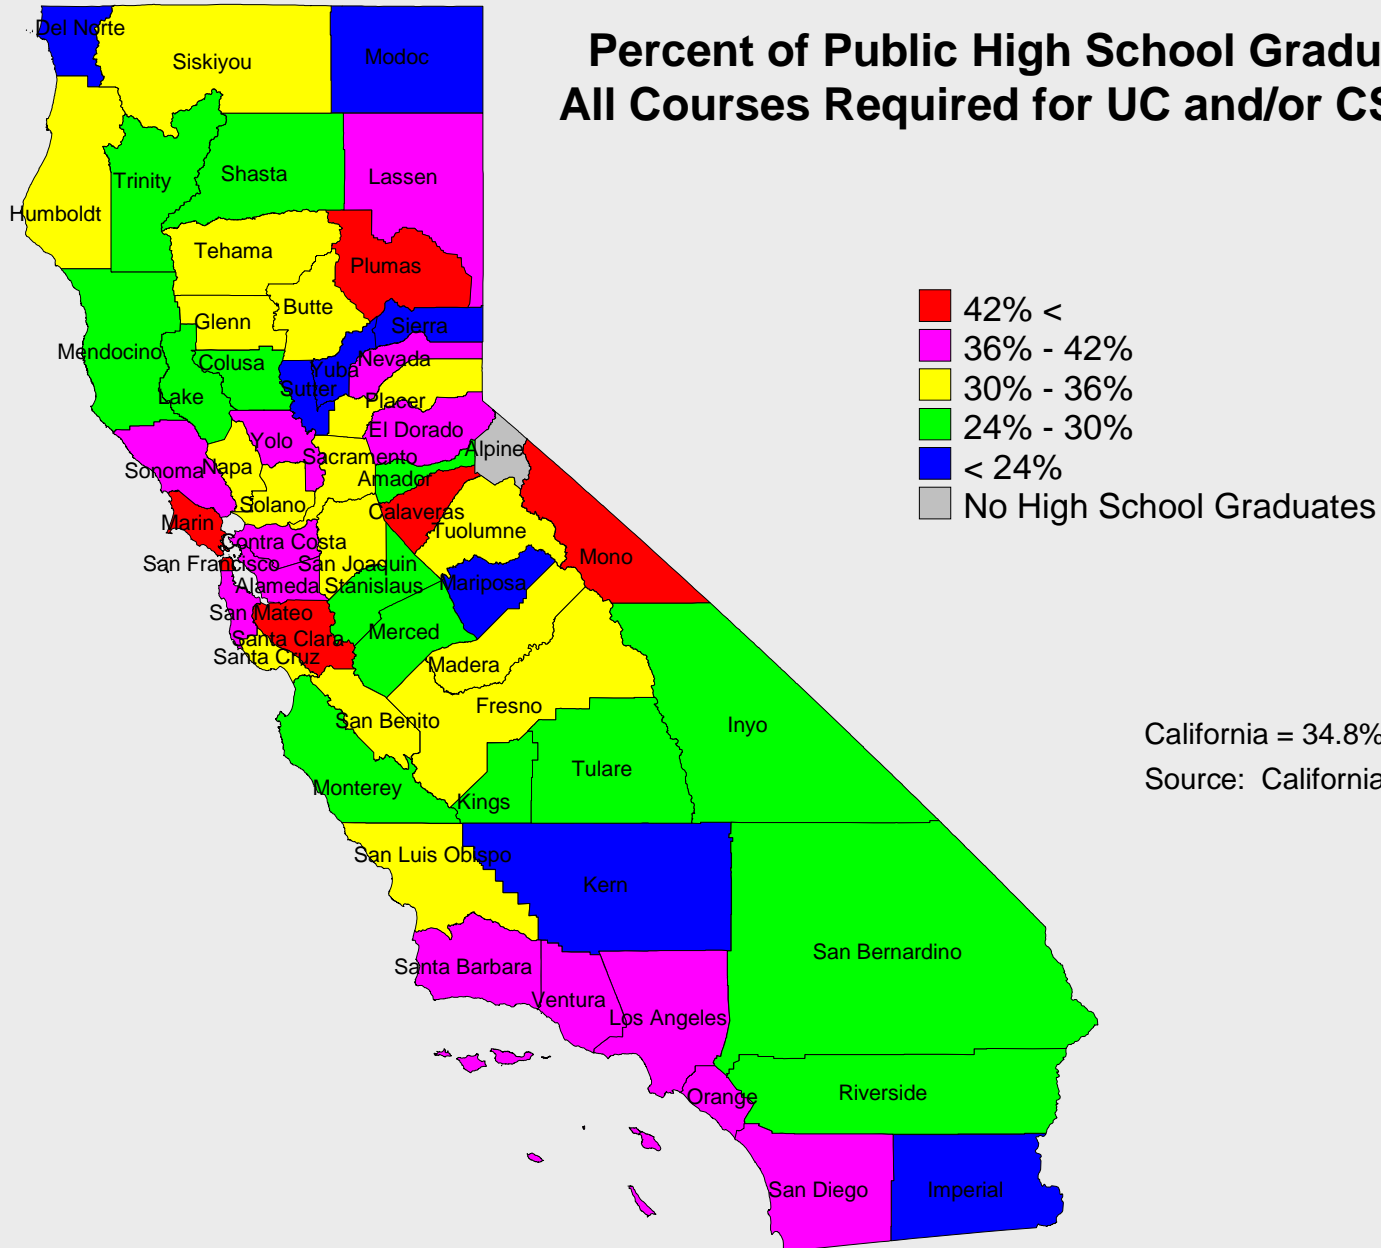 Percent of Public High School Gradu
All Courses Required for UC and/or CS
Del Norte
Siskiyou
Modoc
Trinity
Shasta
Lassen
Humboldt
Tehama
Plumas
Butte
Glenn
Sierra
Mendocino
Colusa
Nevada
Yuba
Sutter
Lake
Placer
Yolo
El Dorado
Alpine
Sacramento
Sonoma
Napa
Amador
Solano
Calaveras
Marin
Tuolumne
Contra Costa
Mono
San Francisco
San Joaquin
Alameda
Stanislaus
Mariposa
San Mateo
Merced
Santa Clara
Santa Cruz
Madera
Fresno
San Benito
Inyo
Tulare
Monterey
Kings
San Luis Obispo
Kern
San Bernardino
Santa Barbara
Ventura
Los Angeles
Orange
Riverside
San Diego
Imperial
42% <
36% - 42%
30% - 36%
24% - 30%
< 24%
No High School Graduates
California = 34.8%
Source: California